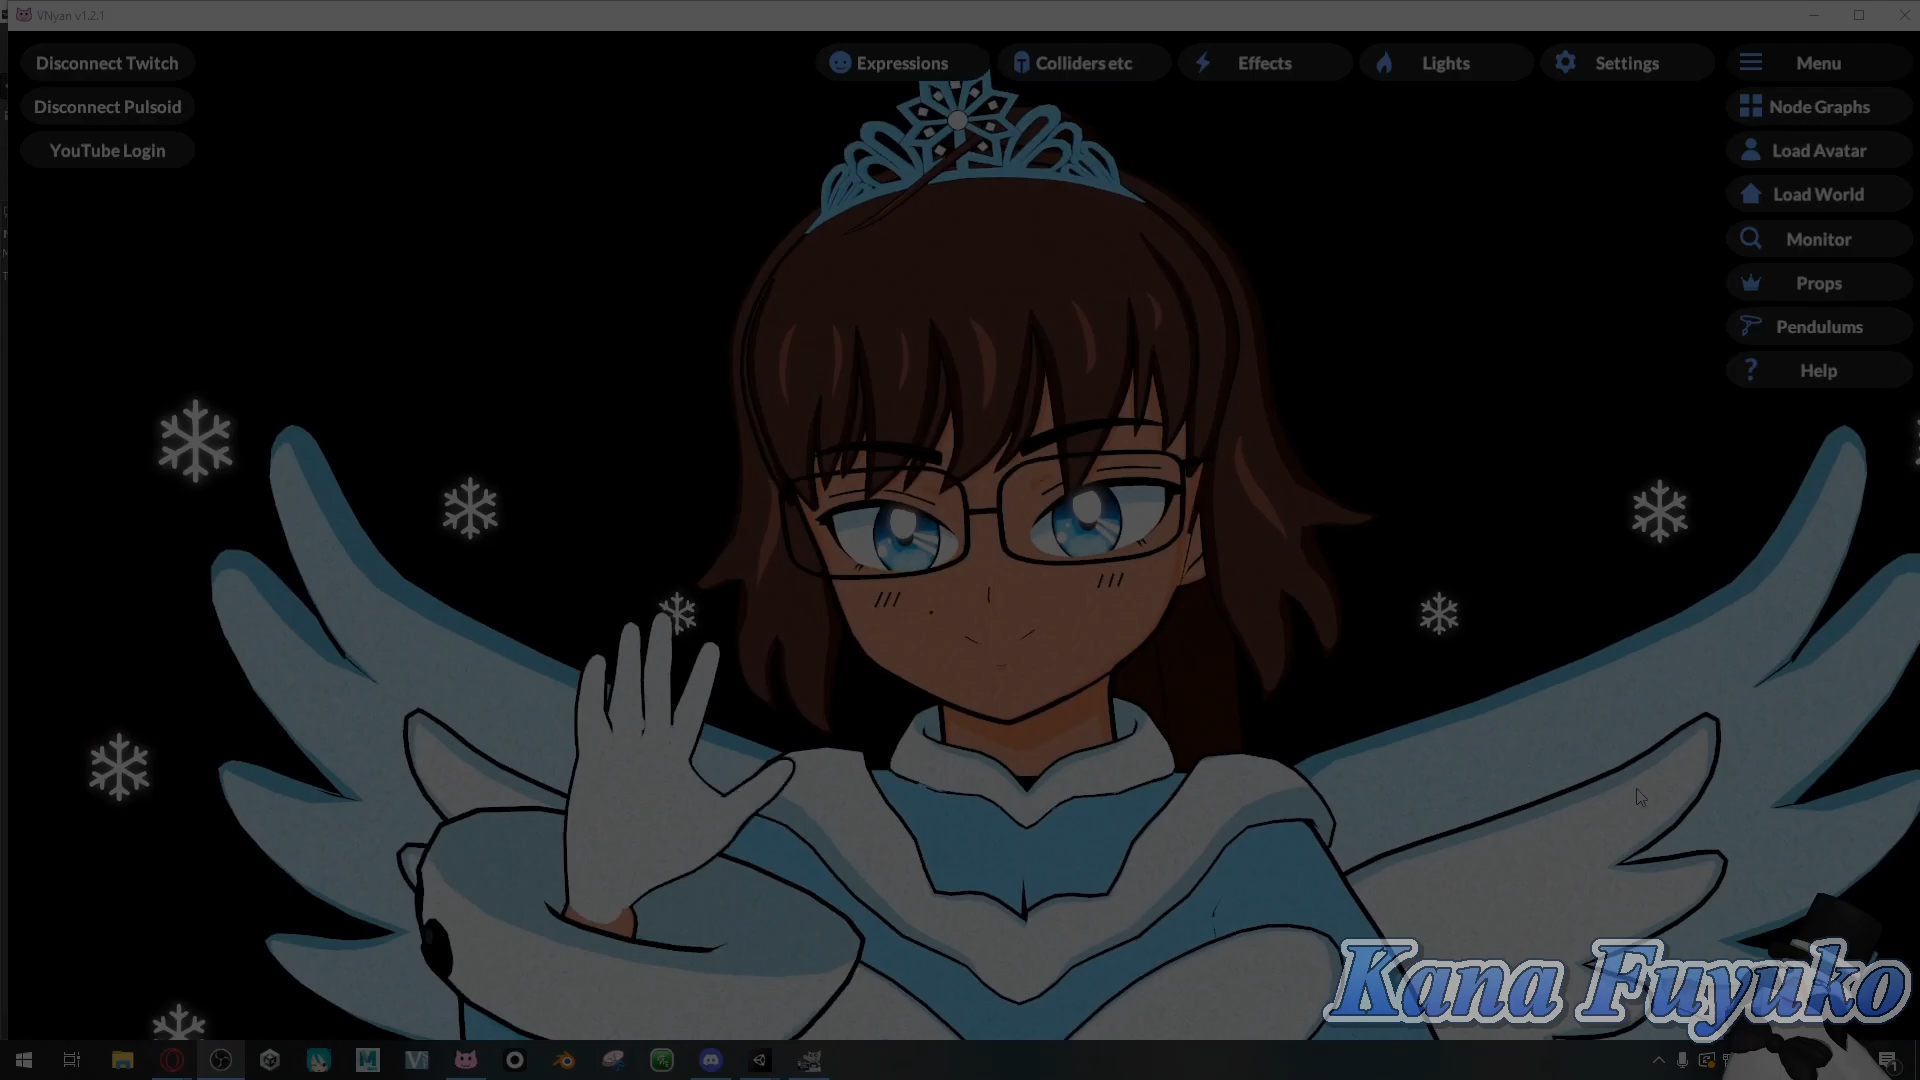 VNyan v1.2.1
Disconnect Twitch
Expressions
Colliders etc
Effects
Lights
Settings
Menu
Disconnect Pulsoid
Node Graphs
YouTube Login
Load Avatar
Load World
Monitor
Props
Pendulums
Help
Kana Fuyuko